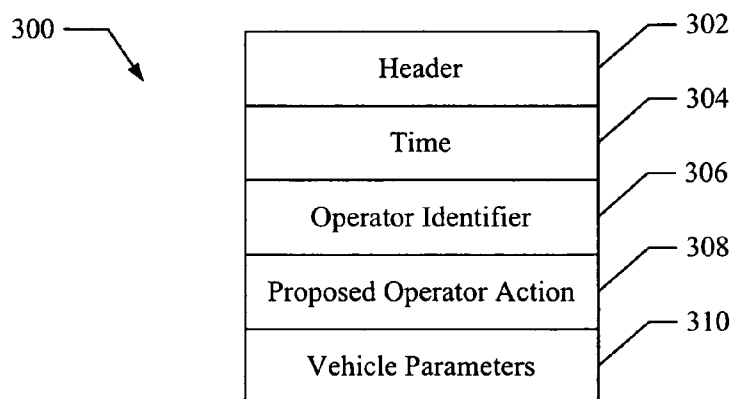 300
302
Header
304
Time
306
Operator Identifier
308
Proposed Operator Action
310
Vehicle Parameters